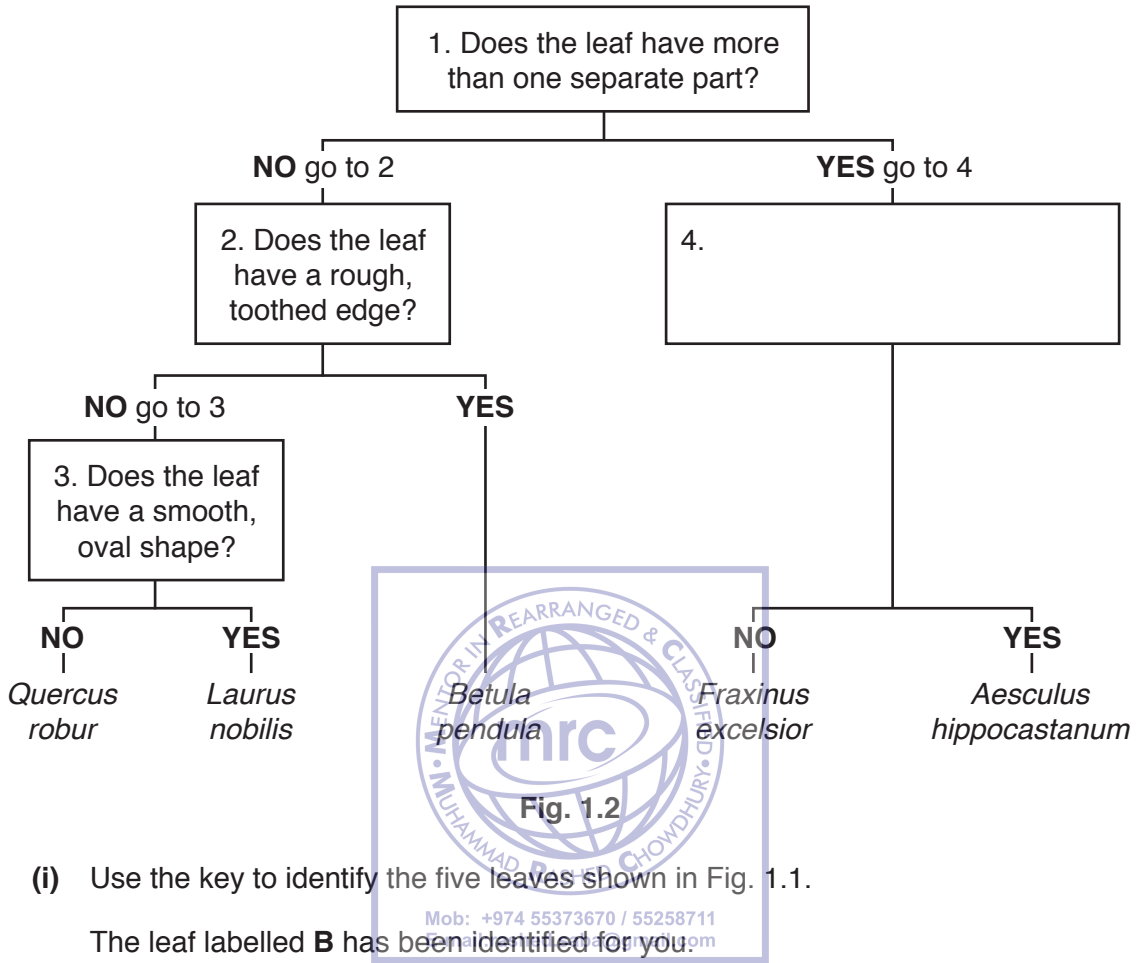 1. Does the leaf have more
than one separate part?
NO go to 2
YES go to 4
2. Does the leaf
have a rough,
toothed edge?
4.
NO go to 3
YES
3. Does the leaf
have a smooth,
oval shape?
NO
YES
NO
YES
Quercus
robur
Laurus
nobilis
Betula
pendula
Fraxinus
excelsior
Aesculus
hippocastanum
MENTOR IN REARRANGED & CLASSIFIED
mrc
MUHAMMAD RASHED CHOWDHURY
Fig. 1.2
(i) Use the key to identify the five leaves shown in Fig. 1.1.
Mob: +974 55373670 / 55258711
The leaf labelled B has been identified for you.